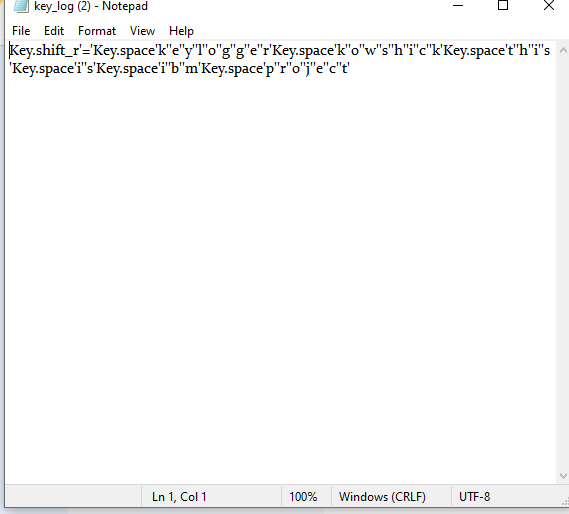 key_log (2) - Notepad
File Edit Format View Help
Key.shift_r'='Key.space'k''e''y''l''o''g''g''e''r'Key.space'k''o''w''s''h''i''c''k'Key.space't''h''i''s
'Key.space'i''s'Key.space'i''b''m'Key.space'p''r''o''j''e''c''t'
Ln 1, Col 1 100% Windows (CRLF) UTF-8